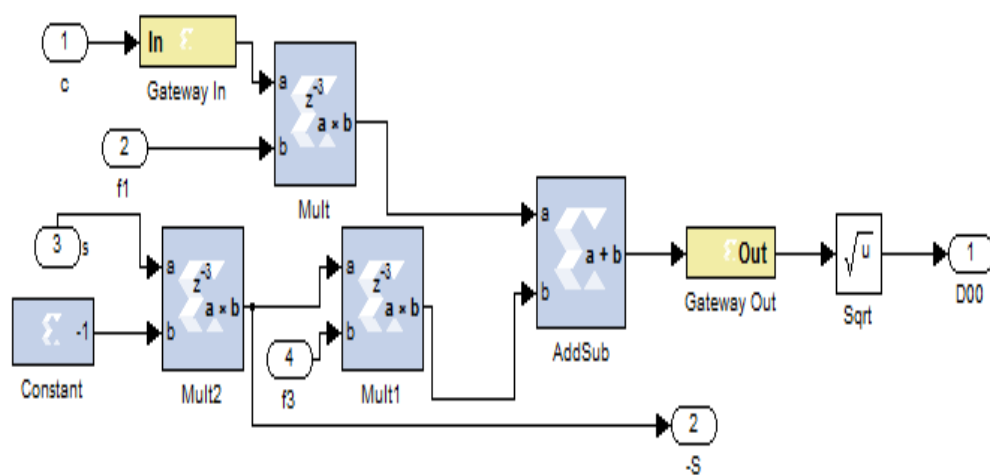 1
c
In
Gateway In
a
b
z-3
a × b
Mult
2
f1
3
s
-1
Constant
a
b
z-3
a × b
Mult2
4
f3
a
b
z-3
a × b
Mult1
a
b
a + b
AddSub
Out
Gateway Out
√u
Sqrt
1
D00
2
-S